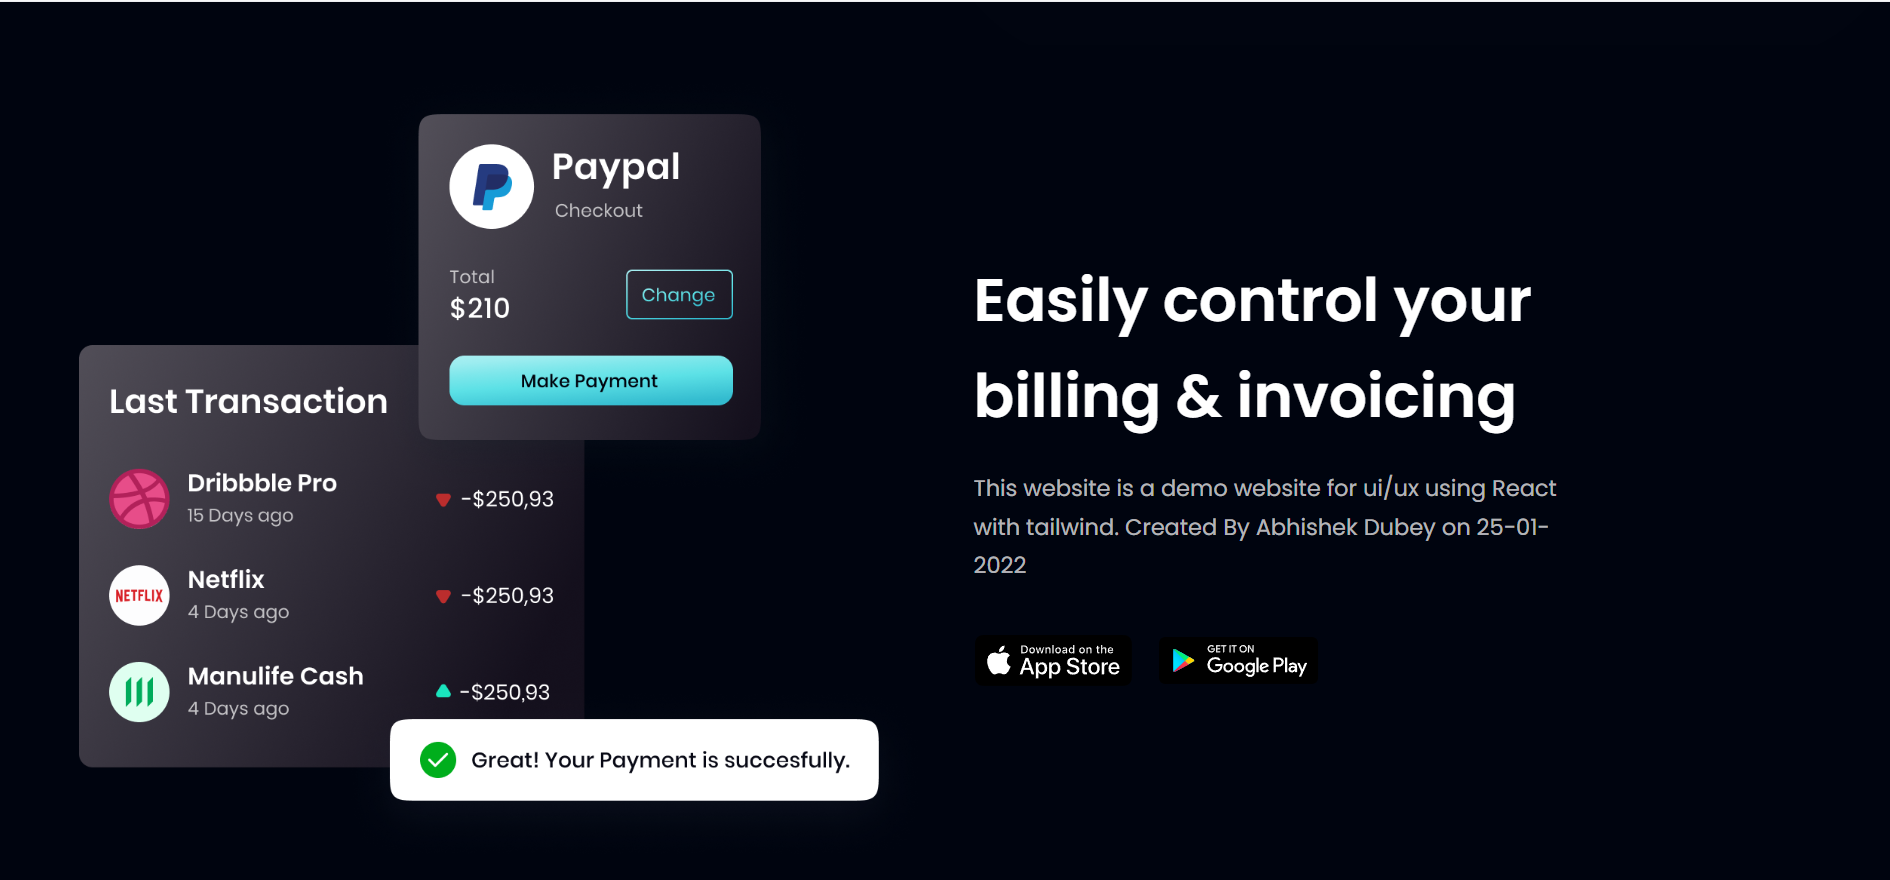 Paypal
Checkout
Total
$210
Change
Make Payment
Last Transaction
Dribbble Pro
15 Days ago
-$250,93
NETFLIX
Netflix
4 Days ago
-$250,93
Manulife Cash
4 Days ago
-$250,93
Great! Your Payment is succesfully.
Easily control your
billing & invoicing
This website is a demo website for ui/ux using React
with tailwind. Created By Abhishek Dubey on 25-01-
2022
Download on the
App Store
GET IT ON
Google Play